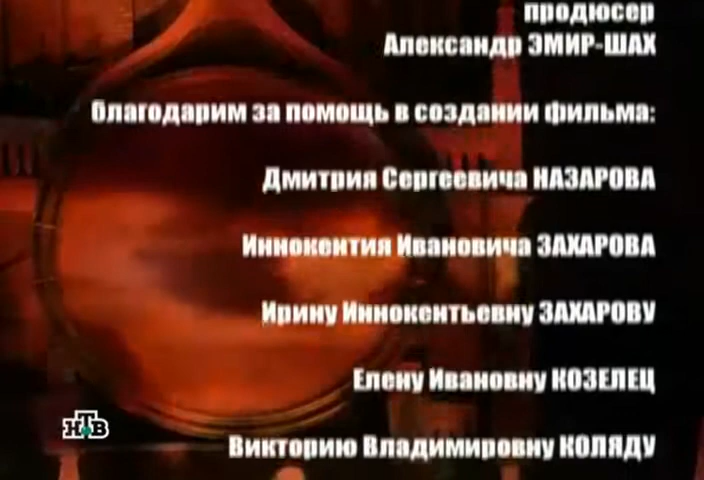 продюсер
Александр ЭМИР-ШАХ
благодарим за помощь в создании фильма:
Дмитрия Сергеевича НАЗАРОВА
Иннокентия Ивановича ЗАХАРОВА
Ирину Иннокентьевну ЗАХАРОВУ
Елену Ивановну КОЗЕЛЕЦ
НТВ
Викторию Владимировну КОЛЯДУ